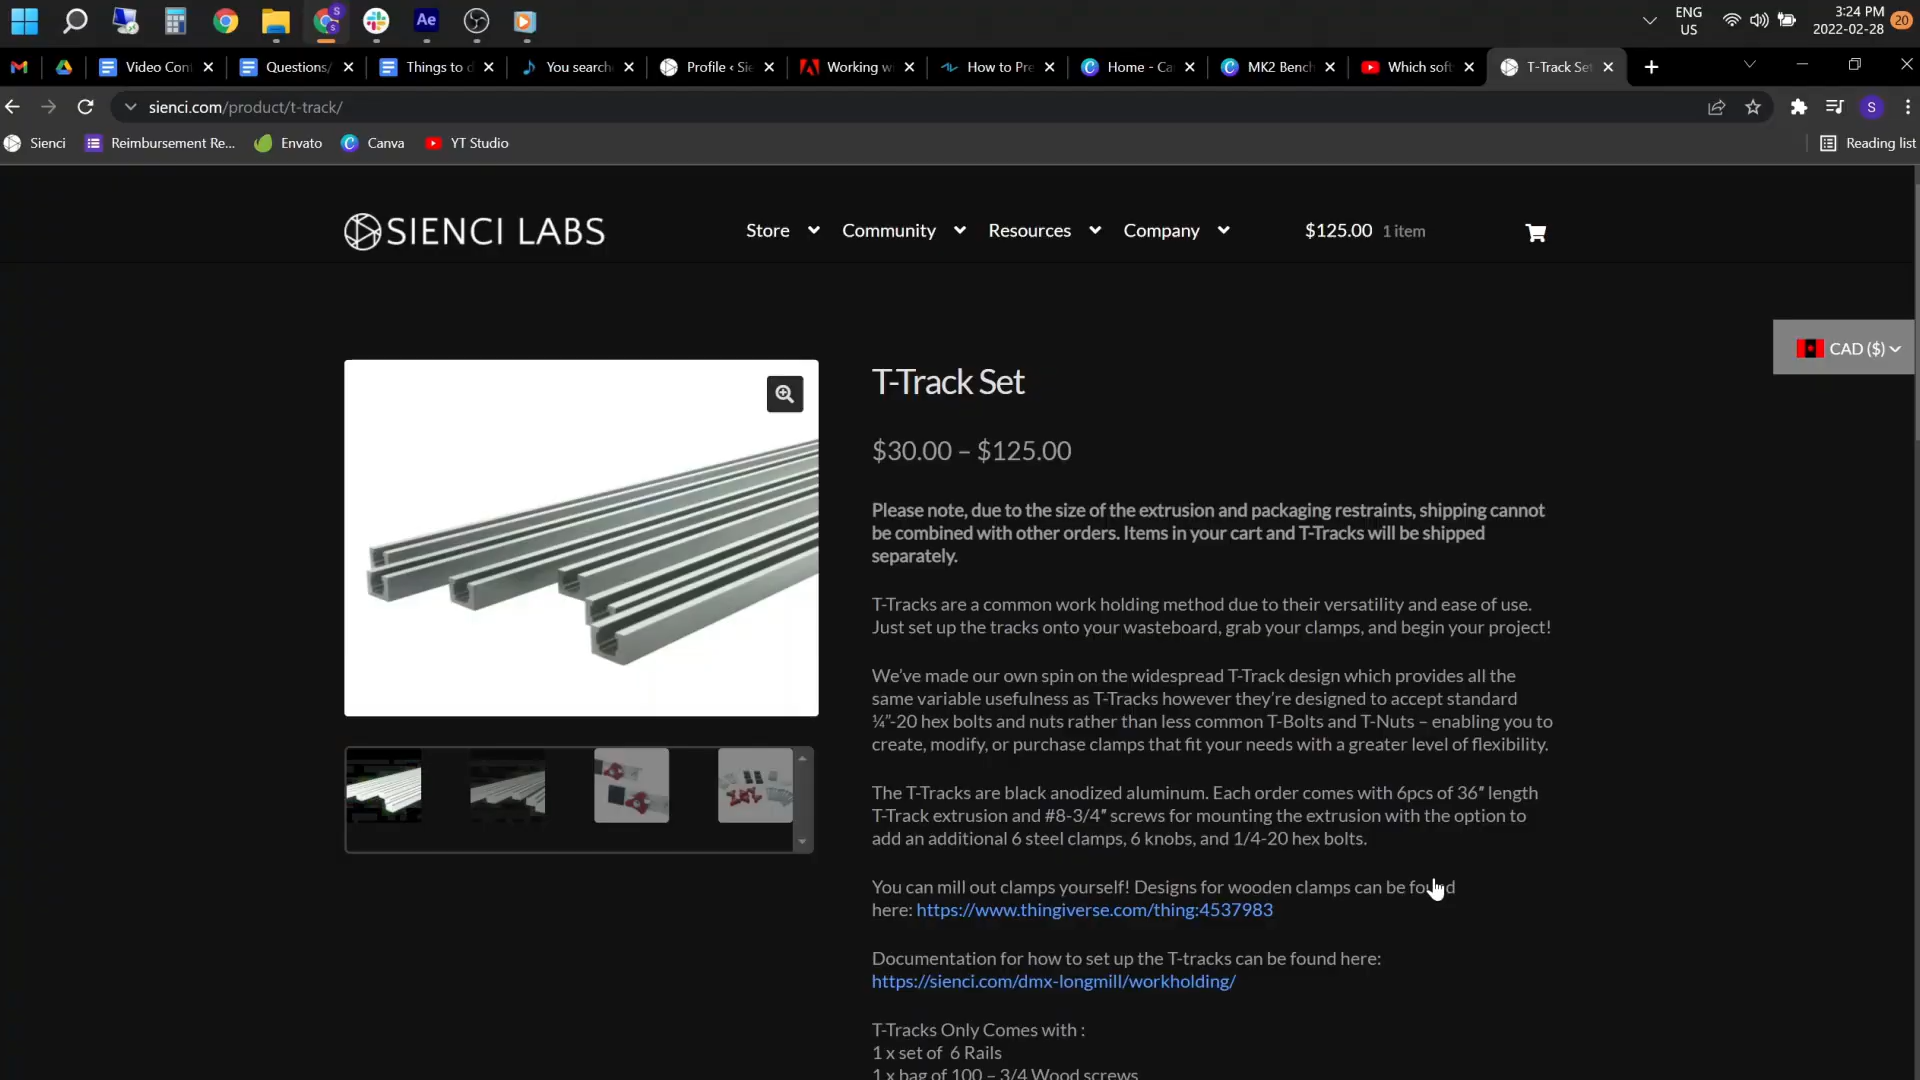 Ae
ENG
US
3:24 PM
2022-02-28
20
Video Con
Questions/
Things to d
You search
Profile ‹ Sie
Working w
How to Pre
Home - Ca
MK2 Bench
Which soft
T-Track Set
sienci.com/product/t-track/
S
Sienci
Reimbursement Re...
Envato
Canva
YT Studio
Reading list
SIENCI LABS
Store
Community
Resources
Company
$125.00 1 item
CAD ($)
T-Track Set
$30.00 – $125.00
Please note, due to the size of the extrusion and packaging restraints, shipping cannot
be combined with other orders. Items in your cart and T-Tracks will be shipped
separately.
T-Tracks are a common work holding method due to their versatility and ease of use.
Just set up the tracks onto your wasteboard, grab your clamps, and begin your project!
We've made our own spin on the widespread T-Track design which provides all the
same variable usefulness as T-Tracks however they're designed to accept standard
¼”-20 hex bolts and nuts rather than less common T-Bolts and T-Nuts – enabling you to
create, modify, or purchase clamps that fit your needs with a greater level of flexibility.
The T-Tracks are black anodized aluminum. Each order comes with 6pcs of 36″ length
T-Track extrusion and #8-3/4″ screws for mounting the extrusion with the option to
add an additional 6 steel clamps, 6 knobs, and 1/4-20 hex bolts.
You can mill out clamps yourself! Designs for wooden clamps can be found
here: https://www.thingiverse.com/thing:4537983
Documentation for how to set up the T-tracks can be found here:
https://sienci.com/dmx-longmill/workholding/
T-Tracks Only Comes with :
1 x set of 6 Rails
1 x bag of 100 – 3/4 Wood screws